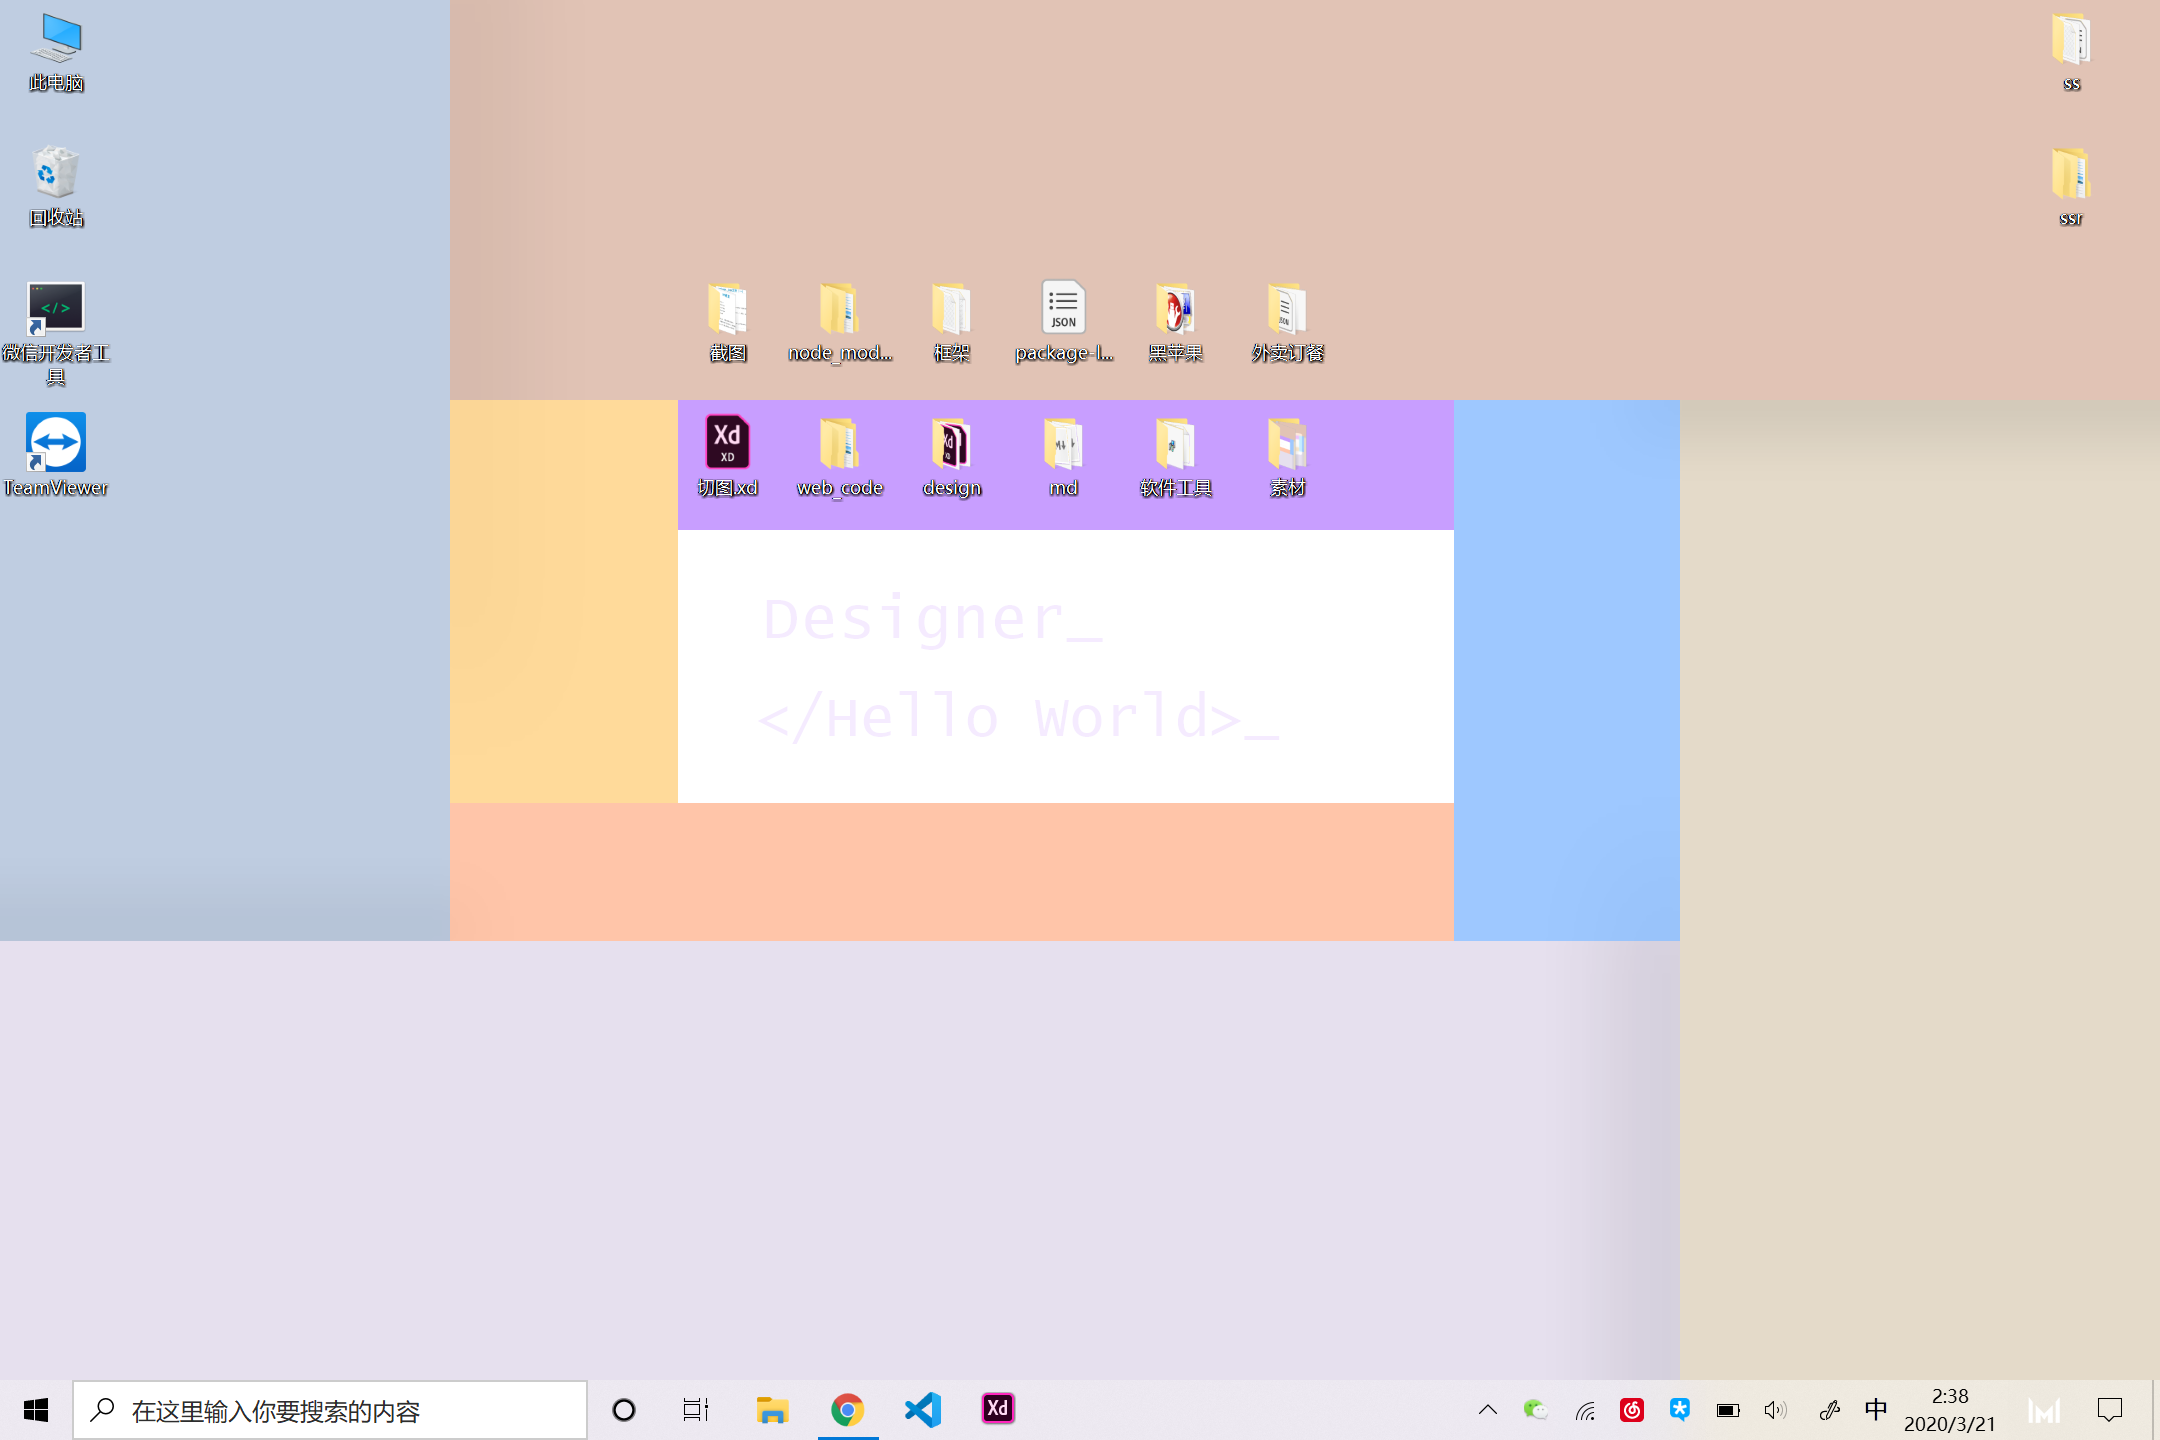 此电脑
ss
回收站
ssr
微信开发者工
具
截图
node_mod...
框架
JSON
package-l...
黑苹果
外卖订餐
TeamViewer
Xd
XD
切图.xd
web_code
design
md
软件工具
素材
Designer_
</Hello World>_
在这里输入你要搜索的内容
Xd
中
2:38
2020/3/21